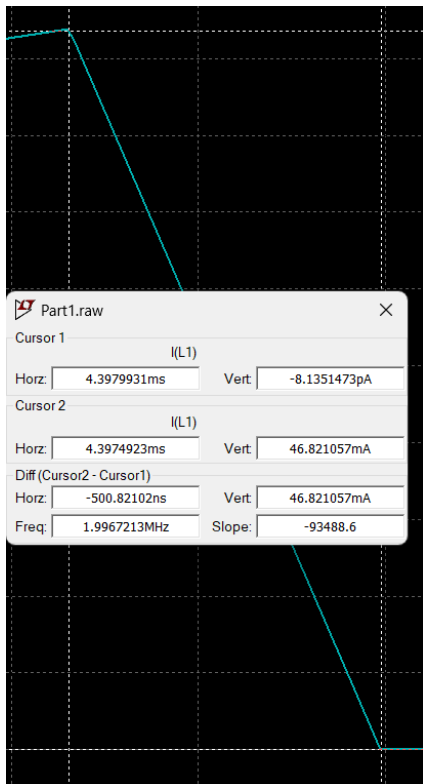 Part1.raw
Cursor 1
I(L1)
Horz: 4.3979931ms Vert: -8.1351473pA
Cursor 2
I(L1)
Horz: 4.3974923ms Vert: 46.821057mA
Diff (Cursor2 - Cursor1)
Horz: -500.82102ns Vert: 46.821057mA
Freq: 1.9967213MHz Slope: -93488.6